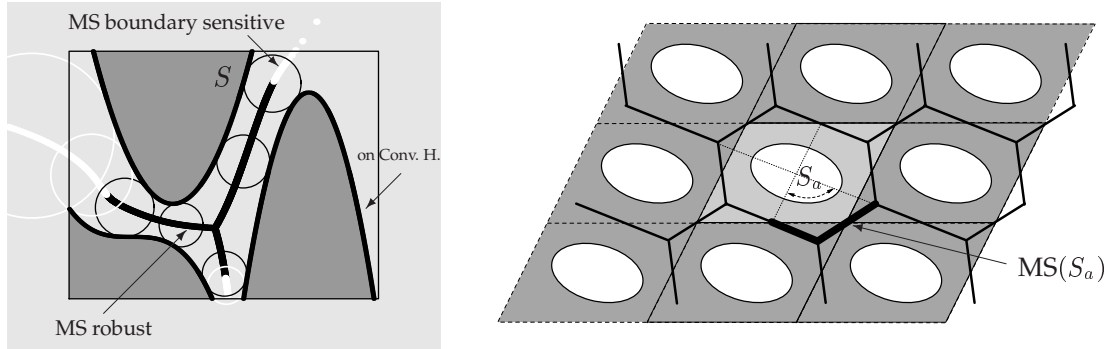 MS boundary sensitive
S
on Conv. H.
MS robust
S_a
MS(S_a)